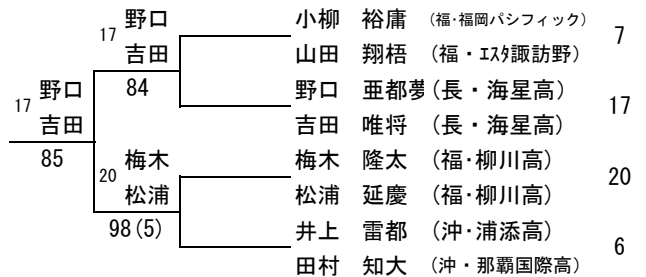 17 野口 小柳 裕庸 (福・福岡パシフィック) 7
吉田 山田 翔梧 (福・エスタ諏訪野)
17 野口 84 野口 亜都夢 (長・海星高) 17
吉田 吉田 唯将 (長・海星高)
85 20 梅木 梅木 隆太 (福・柳川高) 20
松浦 松浦 延慶 (福・柳川高)
98(5) 井上 雷都 (沖・浦添高) 6
田村 知大 (沖・那覇国際高)